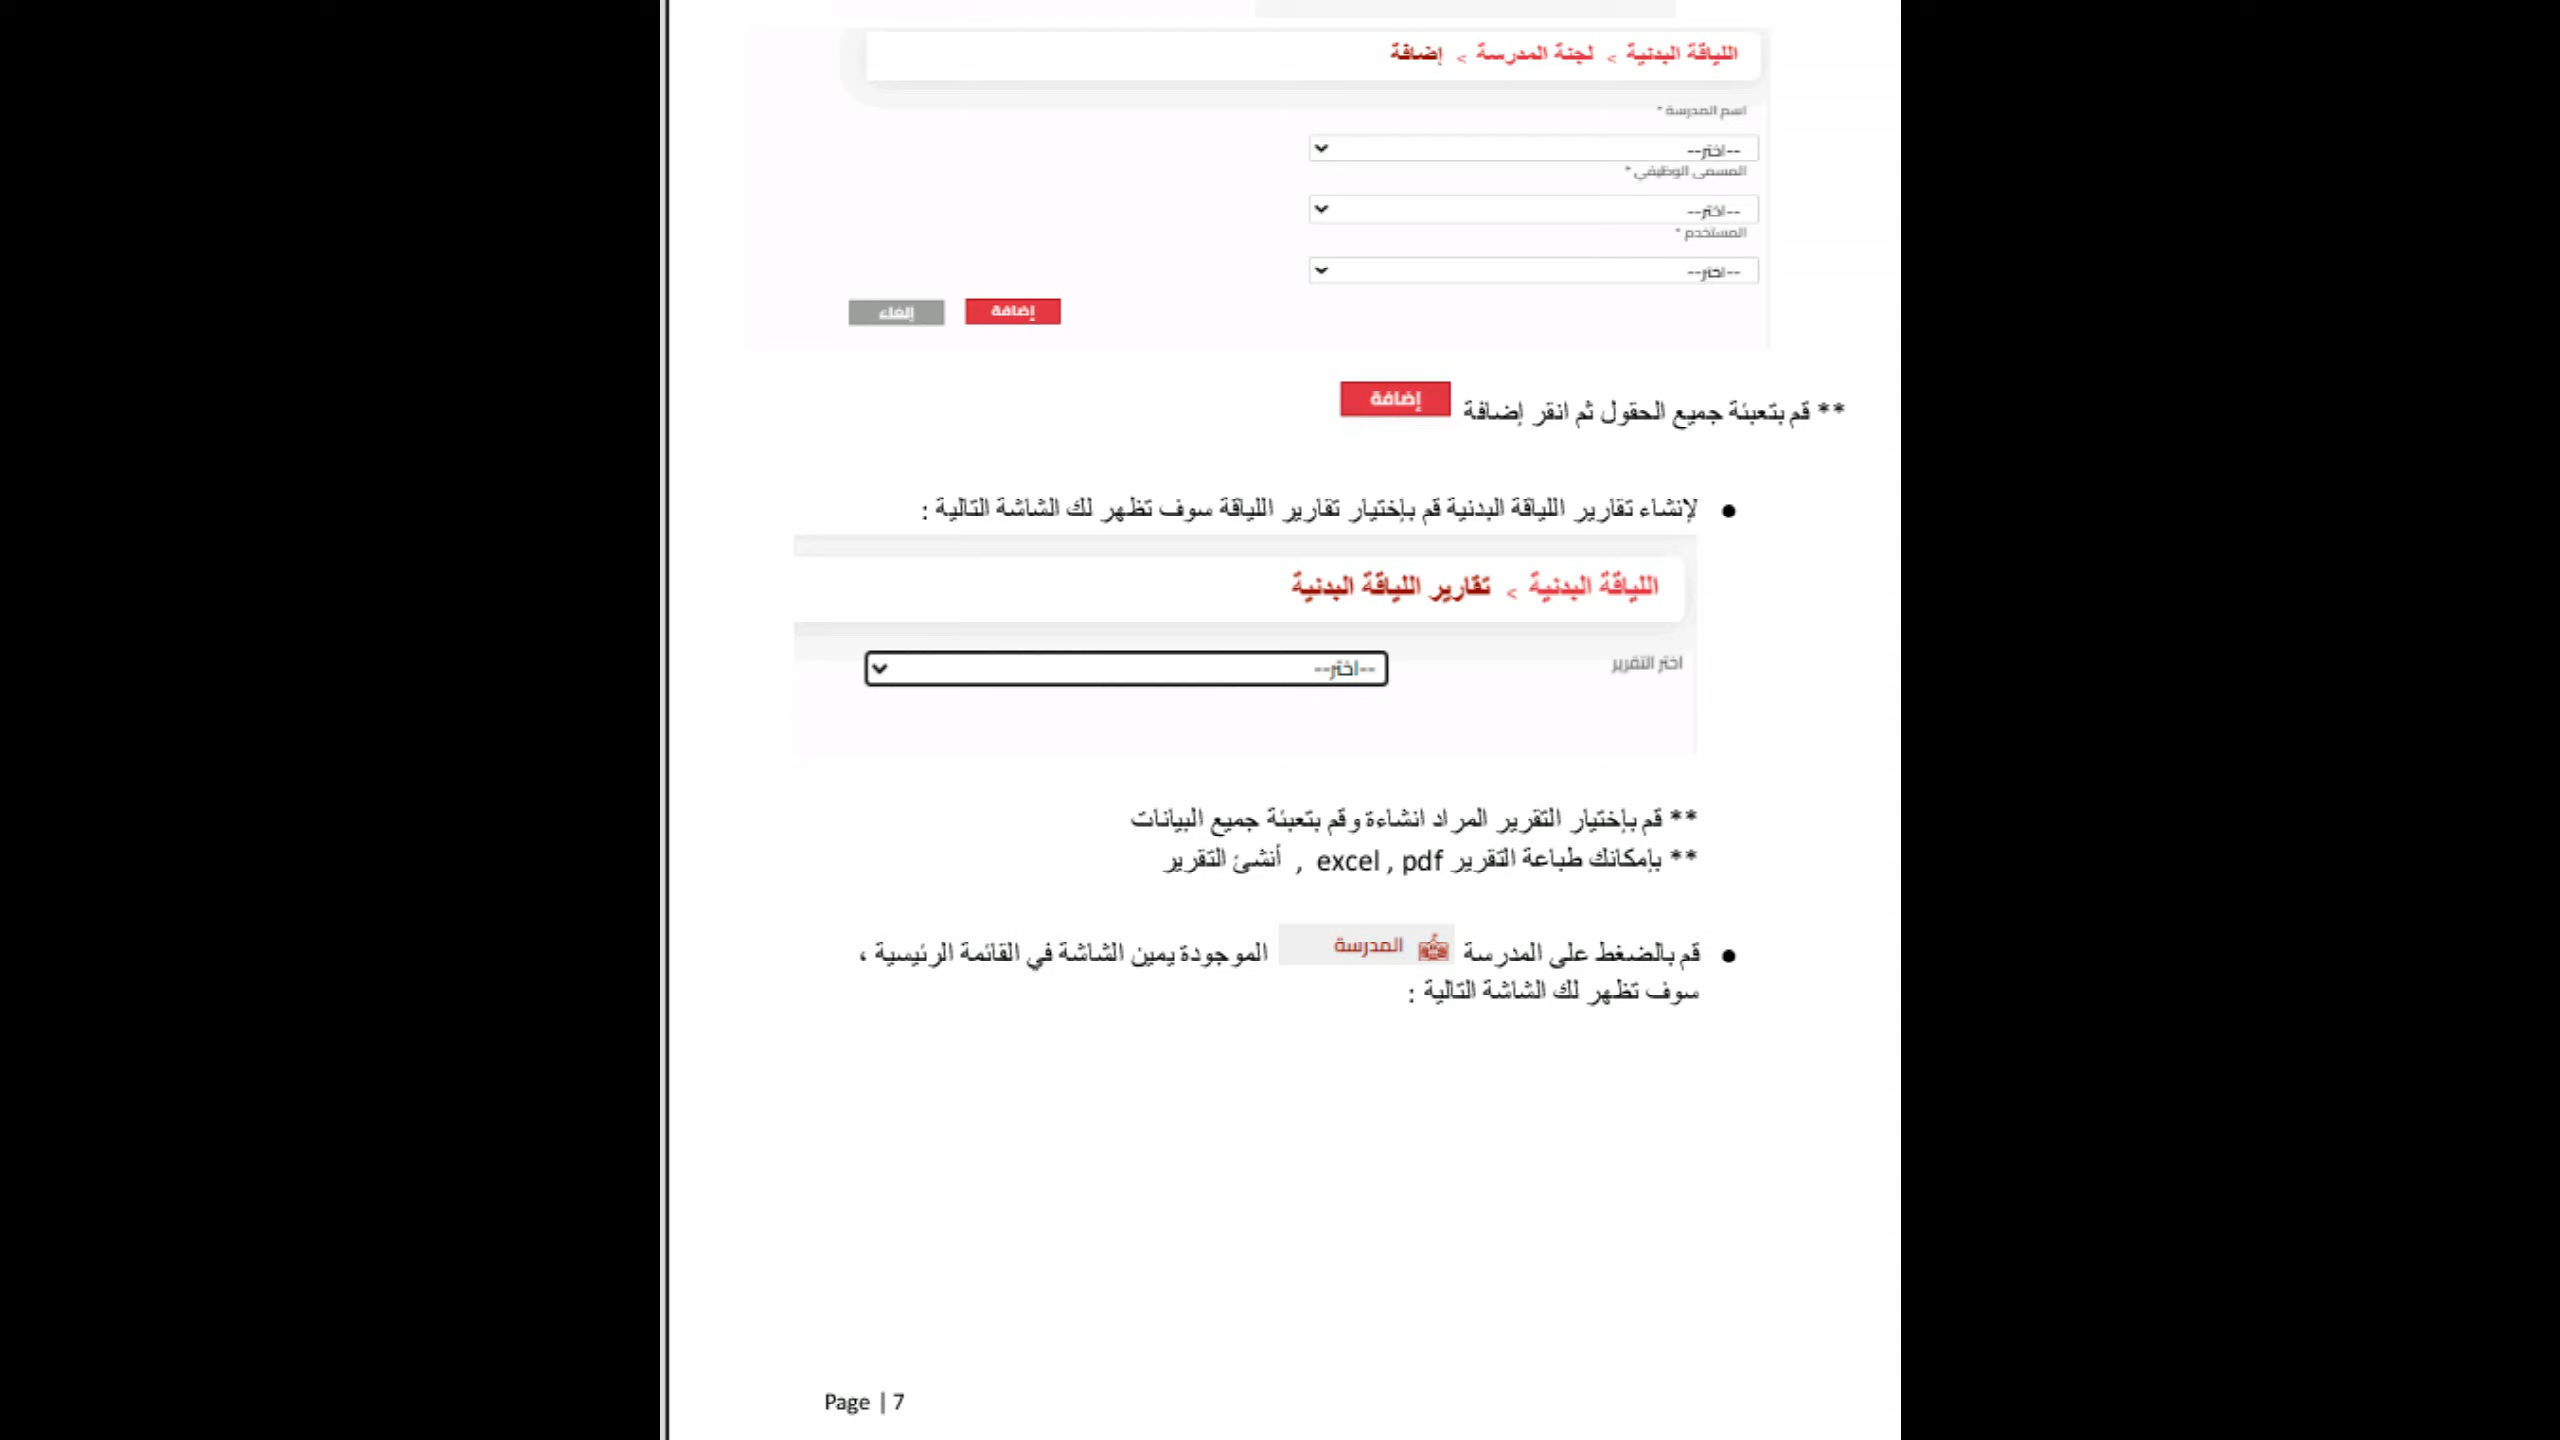 اللياقة البدنية > لجنة المدرسة > إضافة
اسم المدرسة *
--اختر--
المسمى الوظيفي *
--اختر--
المستخدم *
--اختر--
إضافة إلغاء
** قم بتعبئة جميع الحقول ثم انقر إضافة إضافة
● لإنشاء تقارير اللياقة البدنية قم بإختيار تقارير اللياقة سوف تظهر لك الشاشة التالية :
اللياقة البدنية > تقارير اللياقة البدنية
اختر التقرير --اختر--
** قم بإختيار التقرير المراد انشاءة وقم بتعبئة جميع البيانات
** بإمكانك طباعة التقرير excel , pdf , أنشئ التقرير
● قم بالضغط على المدرسة المدرسة الموجودة يمين الشاشة في القائمة الرئيسية ،
سوف تظهر لك الشاشة التالية :
Page | 7